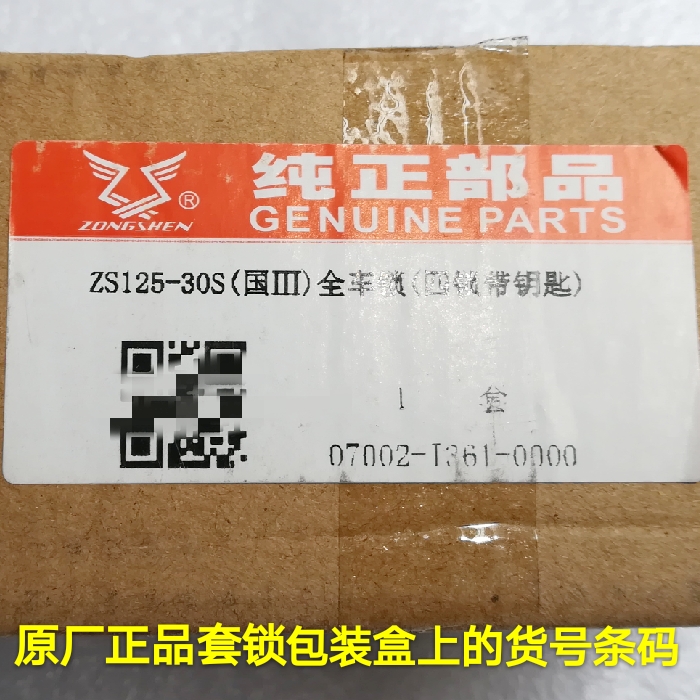 纯正部品
ZONGSHEN ®
GENUINE PARTS
ZS125-30S(国III)全车锁(四锁带钥匙)
1 套
07002-I361-0000
原厂正品套锁包装盒上的货号条码